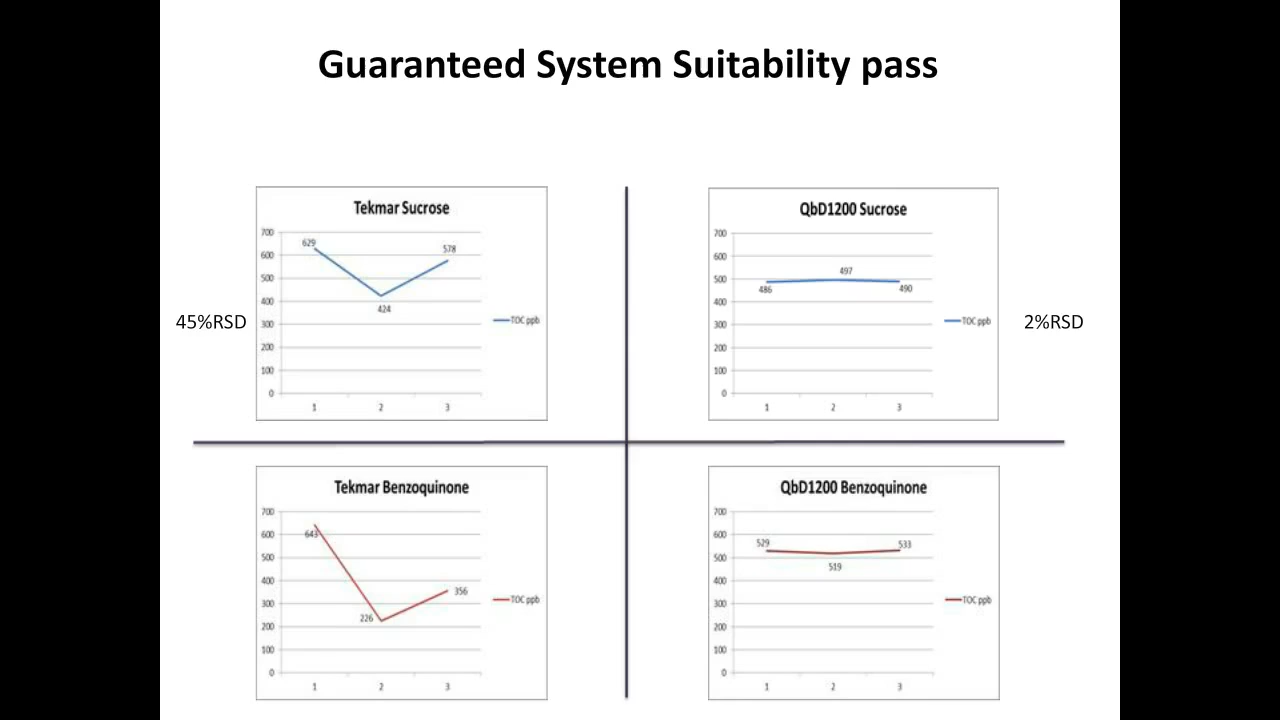 Guaranteed System Suitability pass
Tekmar Sucrose
700
600
500
400
300
200
100
0
629
424
578
1 2 3
TOC ppb
45%RSD
QbD1200 Sucrose
700
600
500
400
300
200
100
0
486
497
490
1 2 3
TOC ppb
2%RSD
Tekmar Benzoquinone
700
600
500
400
300
200
100
0
643
226
356
1 2 3
TOC ppb
QbD1200 Benzoquinone
700
600
500
400
300
200
100
0
529
519
533
1 2 3
TOC ppb